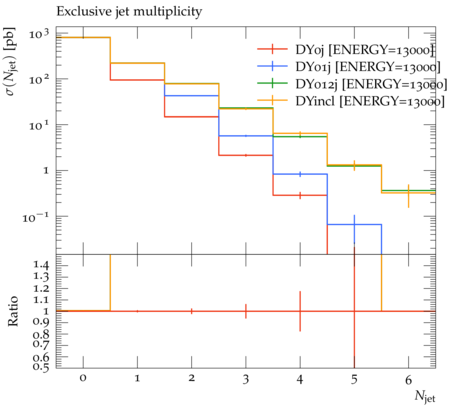 Exclusive jet multiplicity
σ(N_jet) [pb]
10³
10²
10¹
1
10⁻¹
DY0j [ENERGY=13000]
DY01j [ENERGY=13000]
DY012j [ENERGY=13000]
DYincl [ENERGY=13000]
Ratio
1.4
1.3
1.2
1.1
1
0.9
0.8
0.7
0.6
0.5
0 1 2 3 4 5 6
N_jet